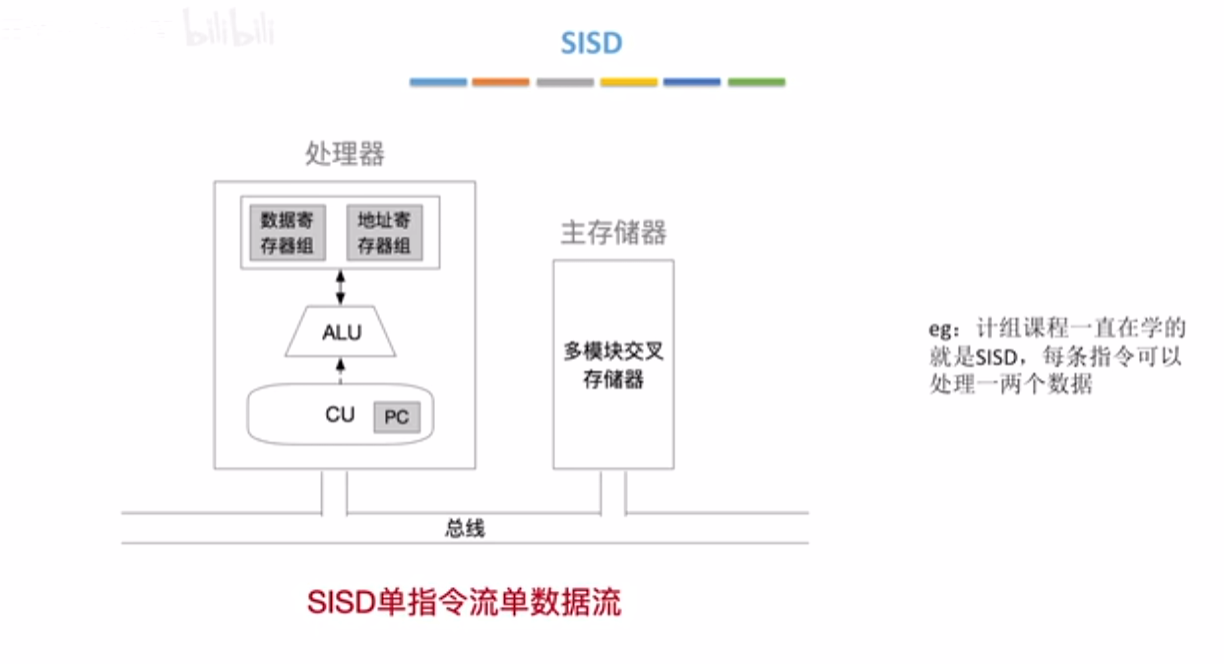 bilibili
SISD
处理器
数据寄
存器组
地址寄
存器组
ALU
CU
PC
主存储器
多模块交叉
存储器
总线
eg：计组课程一直在学的
就是SISD，每条指令可以
处理一两个数据
SISD单指令流单数据流